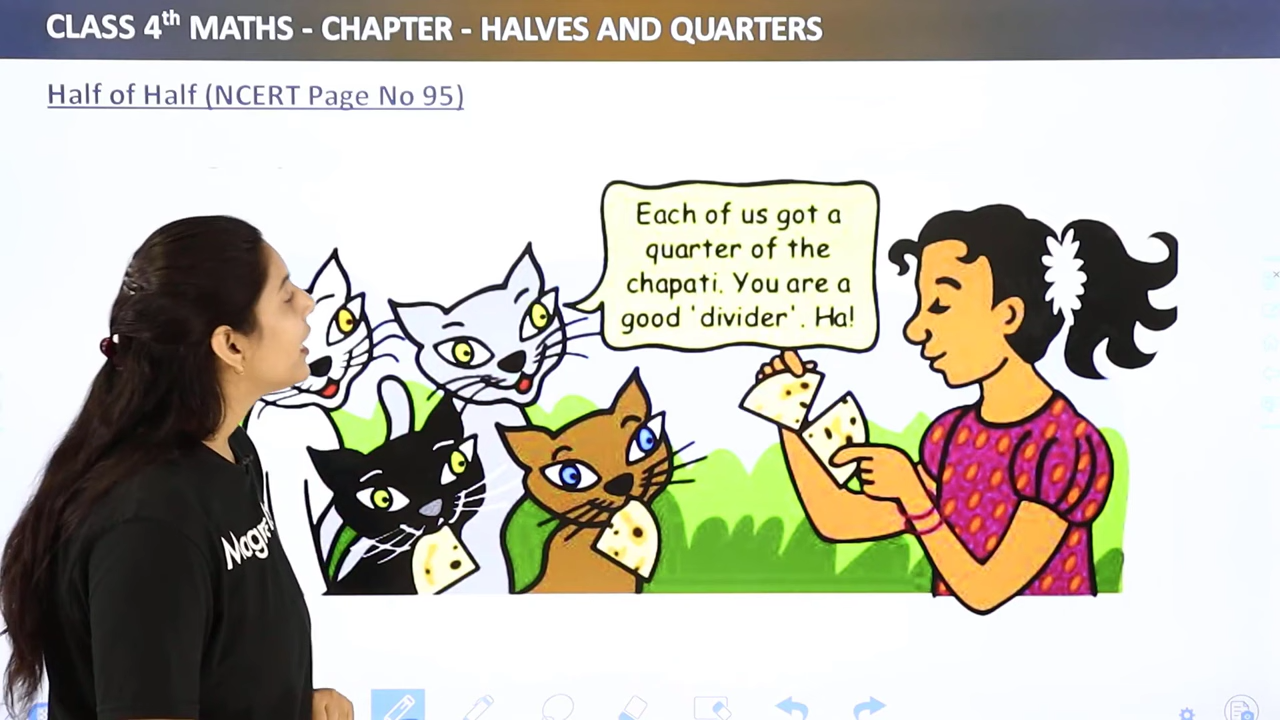 CLASS 4th MATHS - CHAPTER - HALVES AND QUARTERS
Half of Half (NCERT Page No 95)
Each of us got a
quarter of the
chapati. You are a
good 'divider'. Ha!